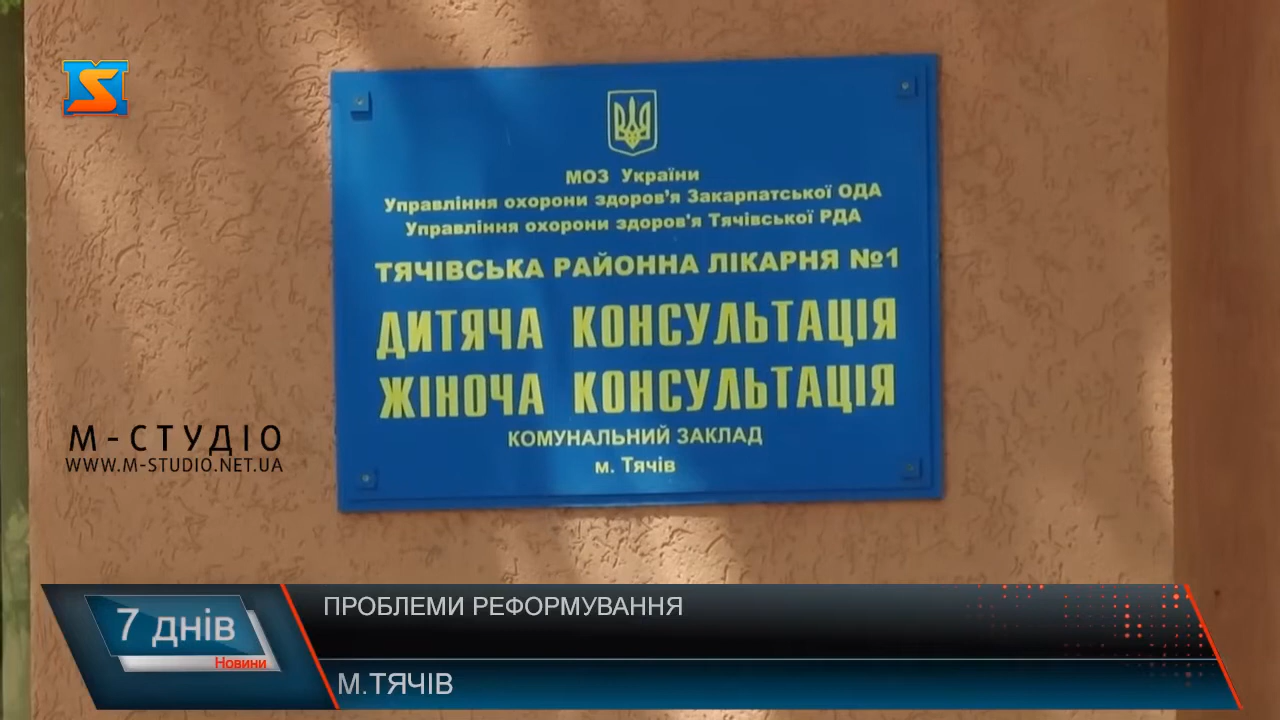 МОЗ України
Управління охорони здоров’я Закарпатської ОДА
Управління охорони здоров'я Тячівської РДА
ТЯЧІВСЬКА РАЙОННА ЛІКАРНЯ №1
ДИТЯЧА КОНСУЛЬТАЦІЯ
ЖІНОЧА КОНСУЛЬТАЦІЯ
КОМУНАЛЬНИЙ ЗАКЛАД
м. Тячів
М-СТУДІО
WWW.M-STUDIO.NET.UA
7 днів
Новини
ПРОБЛЕМИ РЕФОРМУВАННЯ
М.ТЯЧІВ